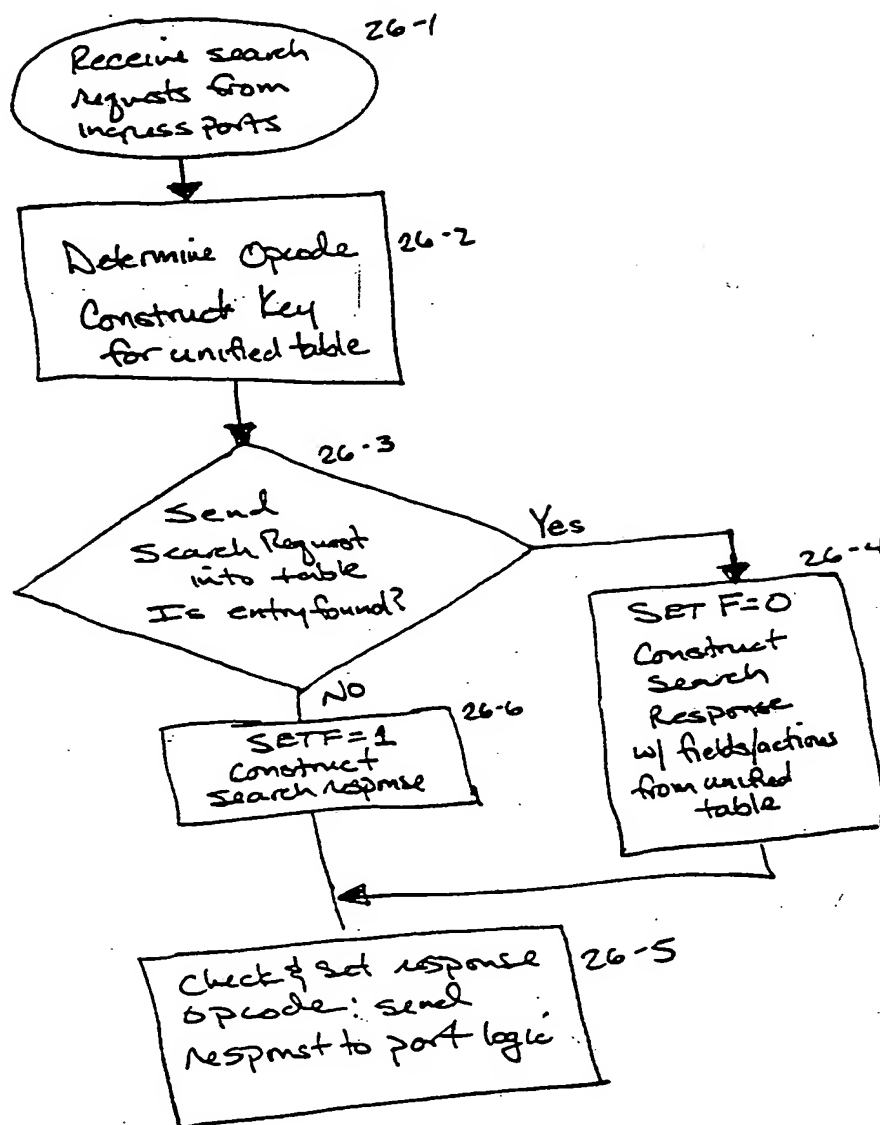 26-1
Receive search
requests from
ingress ports
26-2
Determine Opcode
Construct Key
for unified table
26-3
Send
Search Request
into table
Is entry found?
Yes
26-4
SET F=0
Construct
Search
Response
w/ fields/actions
from unified
table
NO
26-6
SET F=1
Construct
search response
26-5
Check & set response
opcode: send
response to port logic